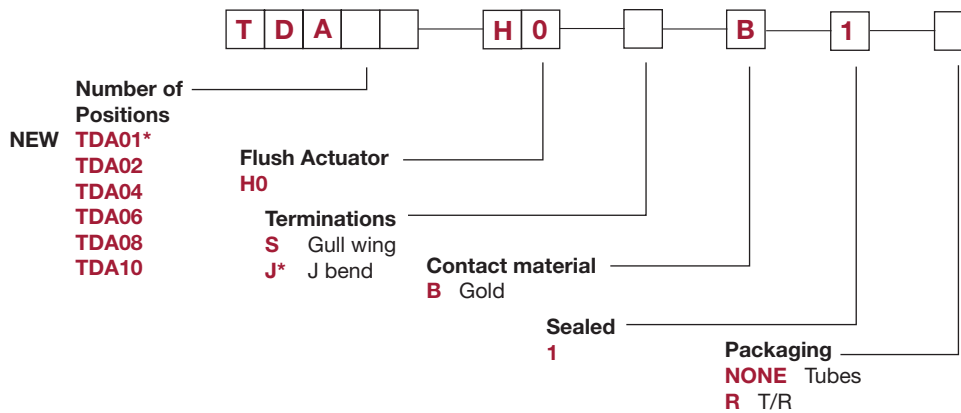 T D A H 0 B 1
Number of
Positions
NEW TDA01*
TDA02
TDA04
TDA06
TDA08
TDA10
Flush Actuator
H0
Terminations
S Gull wing
J* J bend
Contact material
B Gold
Sealed
1
Packaging
NONE Tubes
R T/R